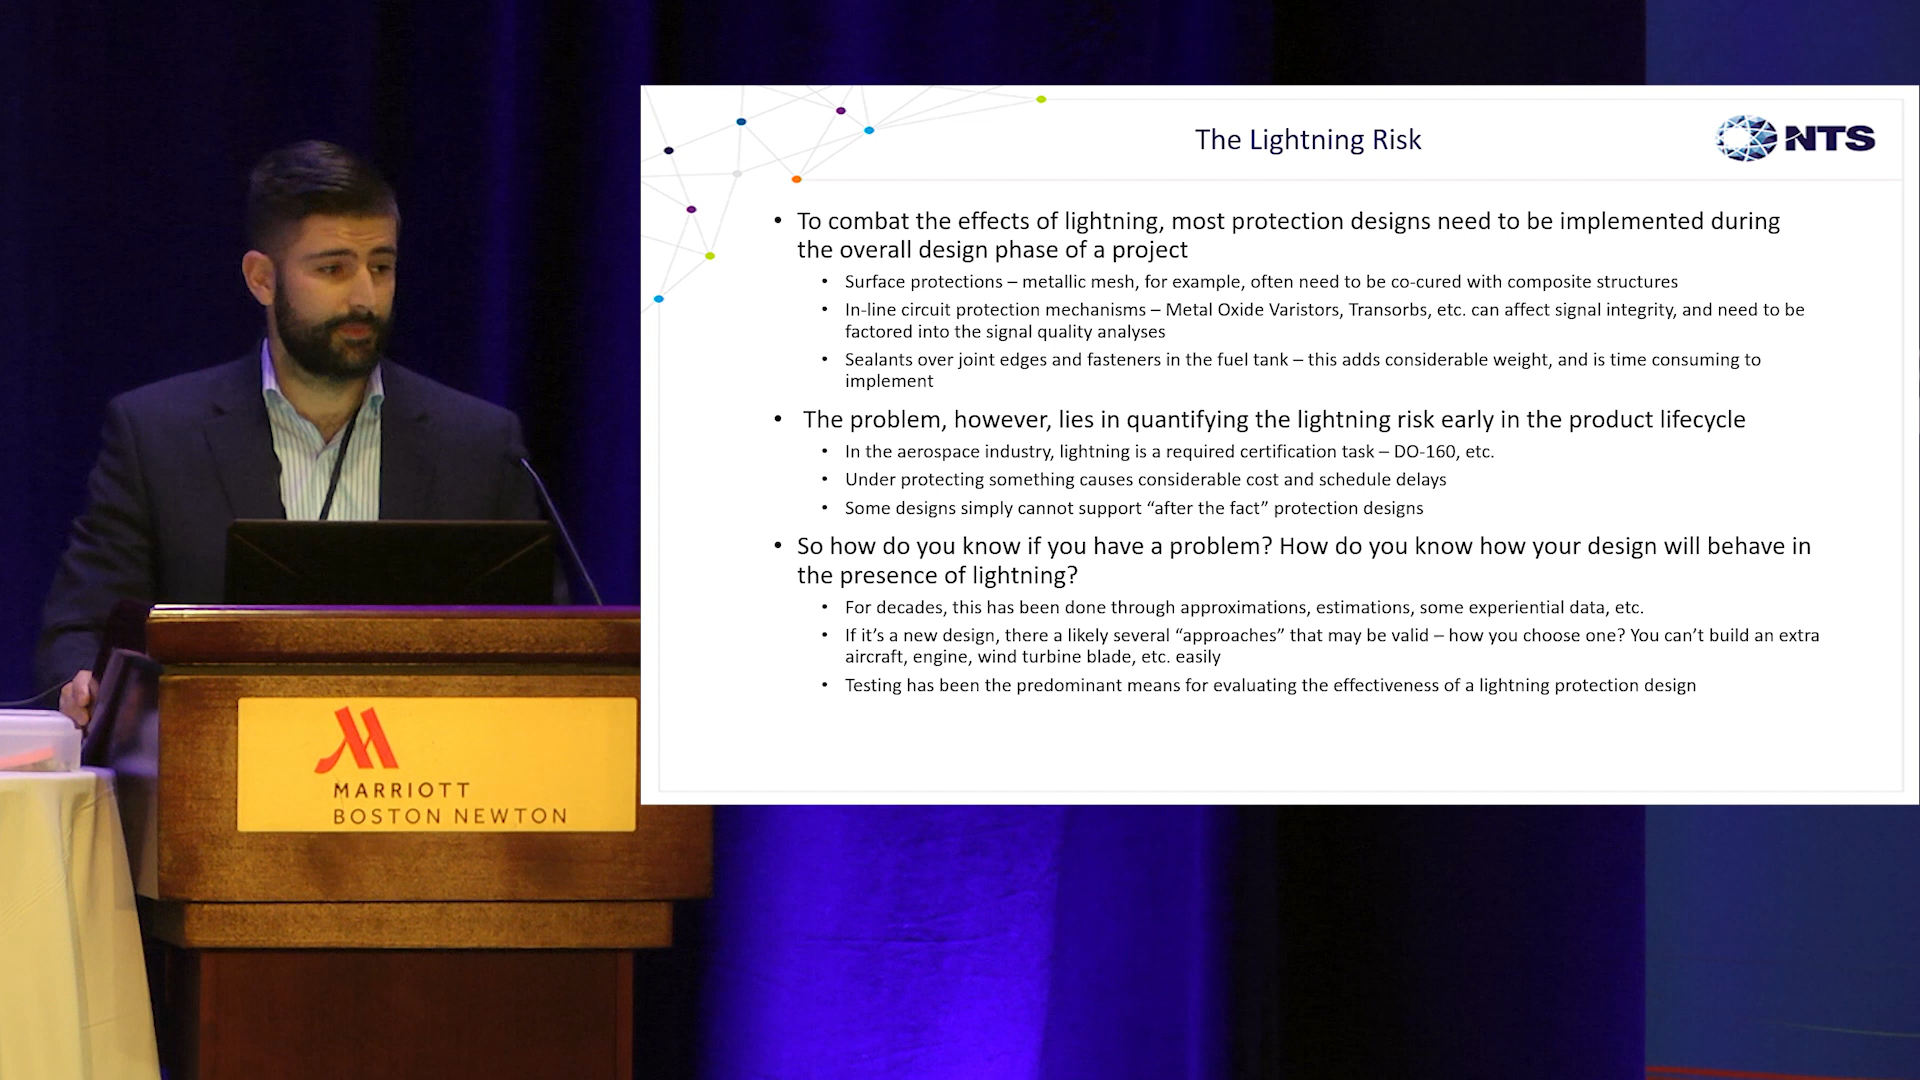 The Lightning Risk
NTS
• To combat the effects of lightning, most protection designs need to be implemented during
the overall design phase of a project
• Surface protections – metallic mesh, for example, often need to be co-cured with composite structures
• In-line circuit protection mechanisms – Metal Oxide Varistors, Transorbs, etc. can affect signal integrity, and need to be
factored into the signal quality analyses
• Sealants over joint edges and fasteners in the fuel tank – this adds considerable weight, and is time consuming to
implement
• The problem, however, lies in quantifying the lightning risk early in the product lifecycle
• In the aerospace industry, lightning is a required certification task – DO-160, etc.
• Under protecting something causes considerable cost and schedule delays
• Some designs simply cannot support “after the fact” protection designs
• So how do you know if you have a problem? How do you know how your design will behave in
the presence of lightning?
• For decades, this has been done through approximations, estimations, some experiential data, etc.
• If it’s a new design, there a likely several “approaches” that may be valid – how you choose one? You can’t build an extra
aircraft, engine, wind turbine blade, etc. easily
• Testing has been the predominant means for evaluating the effectiveness of a lightning protection design
MARRIOTT
BOSTON NEWTON